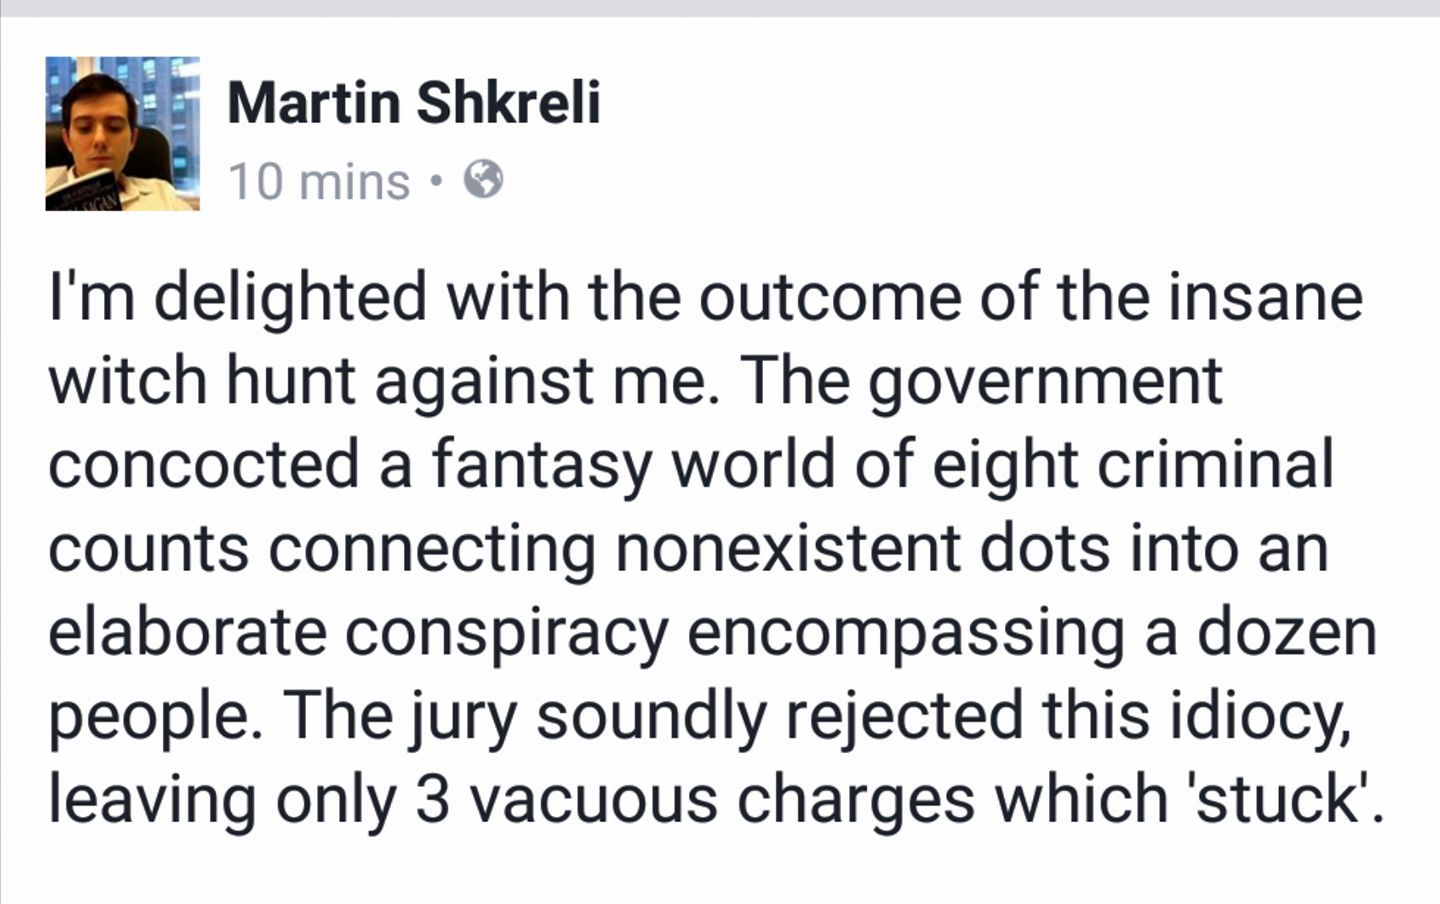 Martin Shkreli
10 mins •
I'm delighted with the outcome of the insane
witch hunt against me. The government
concocted a fantasy world of eight criminal
counts connecting nonexistent dots into an
elaborate conspiracy encompassing a dozen
people. The jury soundly rejected this idiocy,
leaving only 3 vacuous charges which 'stuck'.
SAGAN